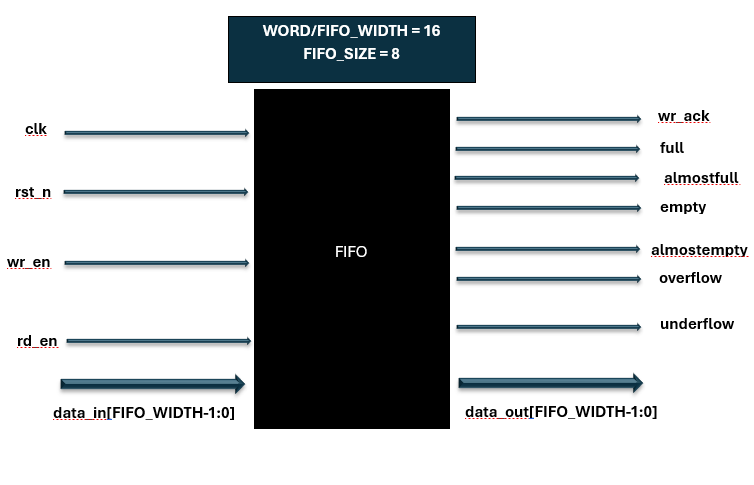 WORD/FIFO_WIDTH = 16
FIFO_SIZE = 8
clk
rst_n
wr_en
rd_en
data_in[FIFO_WIDTH-1:0]
FIFO
wr_ack
full
almostfull
empty
almostempty
overflow
underflow
data_out[FIFO_WIDTH-1:0]